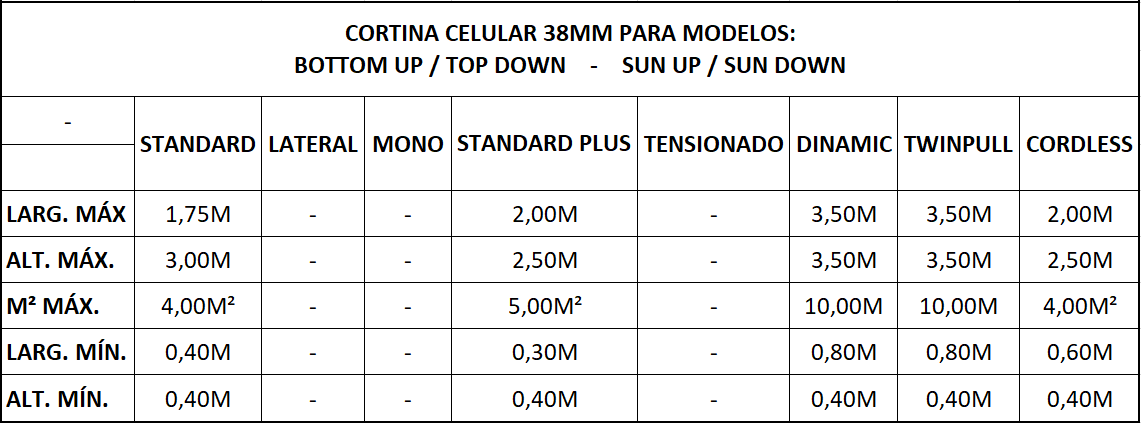 CORTINA CELULAR 38MM PARA MODELOS:
BOTTOM UP / TOP DOWN - SUN UP / SUN DOWN
-
STANDARD LATERAL MONO STANDARD PLUS TENSIONADO DINAMIC TWINPULL CORDLESS
LARG. MÁX 1,75M - - 2,00M - 3,50M 3,50M 2,00M
ALT. MÁX. 3,00M - - 2,50M - 3,50M 3,50M 2,50M
M² MÁX. 4,00M² - - 5,00M² - 10,00M 10,00M 4,00M²
LARG. MÍN. 0,40M - - 0,30M - 0,80M 0,80M 0,60M
ALT. MÍN. 0,40M - - 0,40M - 0,40M 0,40M 0,40M